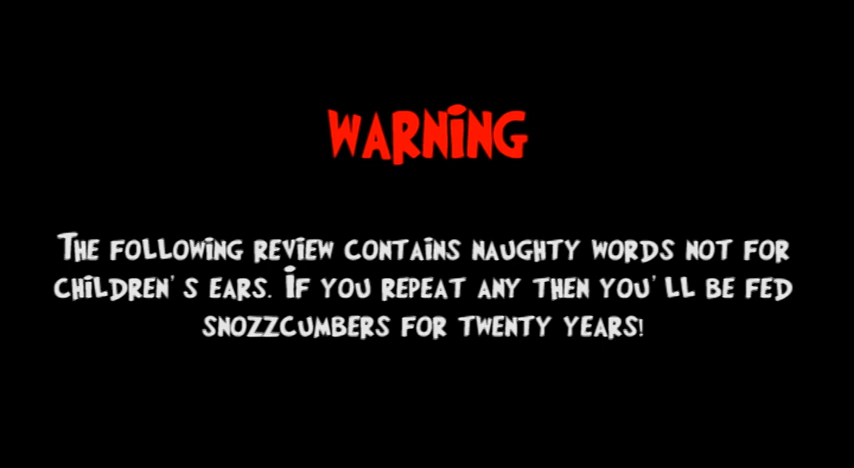 WARNING
THE FOLLOWING REVIEW CONTAINS NAUGHTY WORDS NOT FOR
CHILDREN'S EARS. IF YOU REPEAT ANY THEN YOU'LL BE FED
SNOZZCUMBERS FOR TWENTY YEARS!